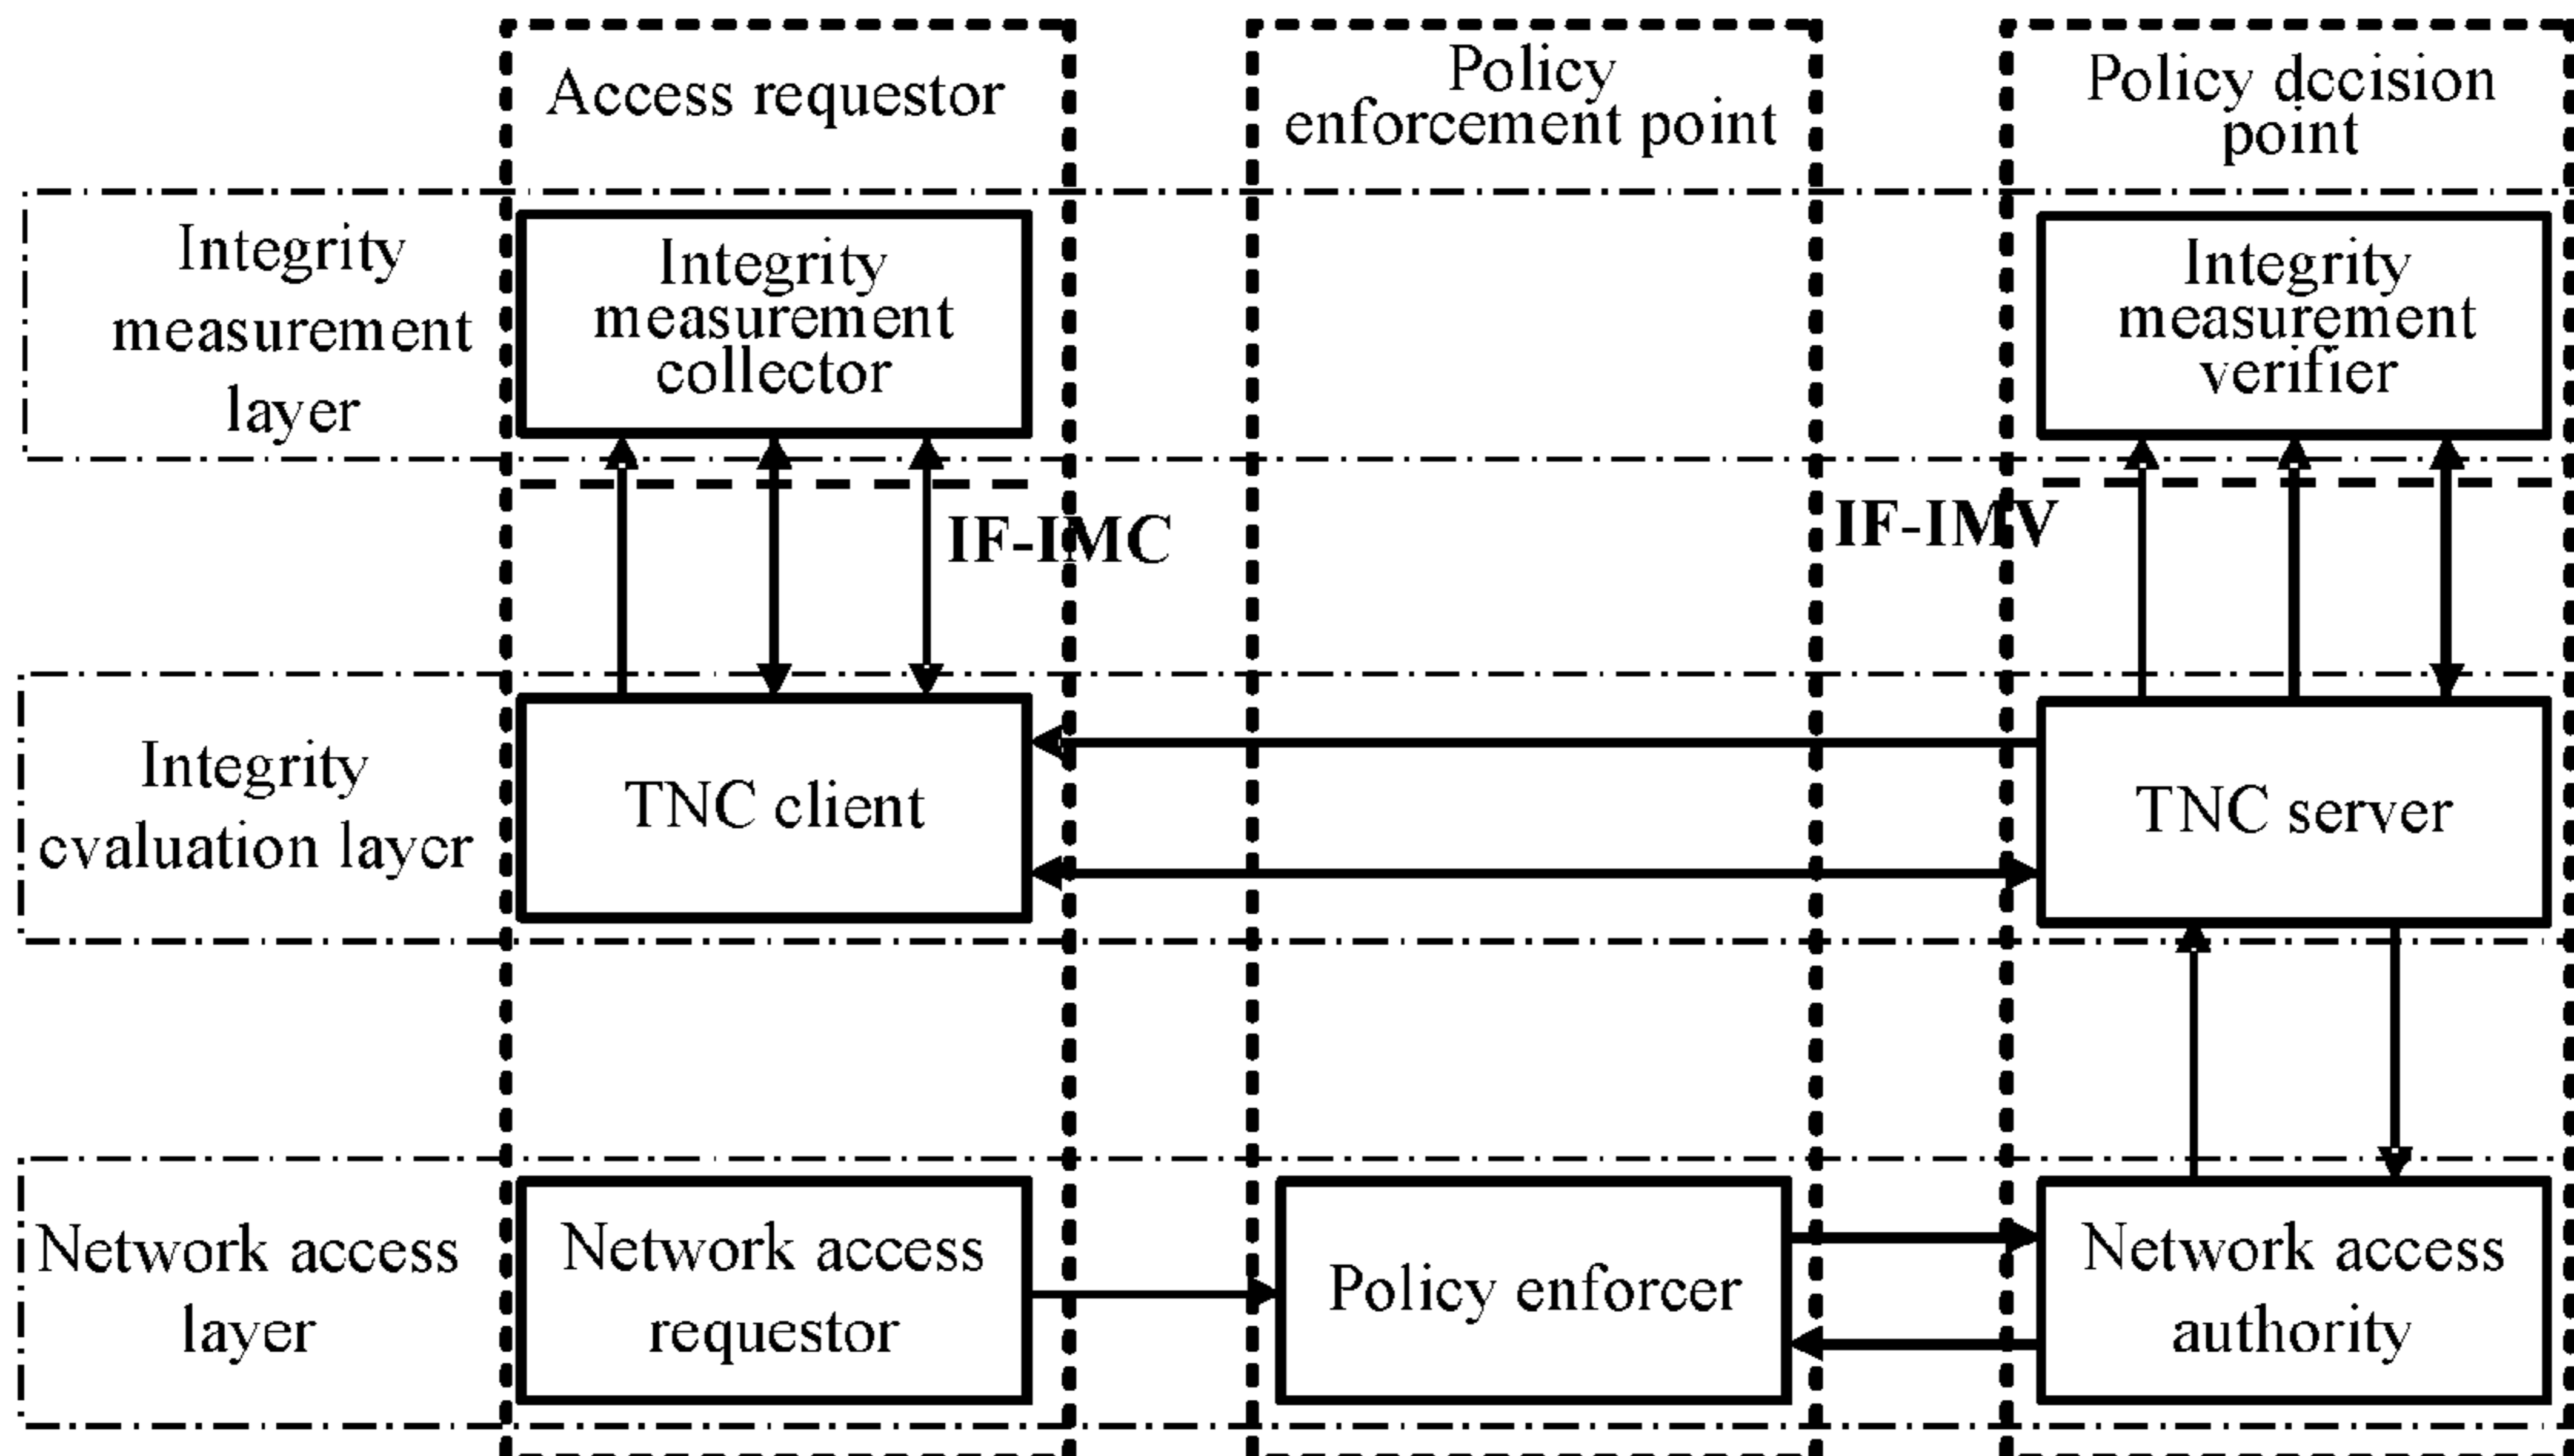 Access requestor
Policy
enforcement point
Policy dccision
point
Integrity
measurement
layer
Integrity
measurement
collector
Integrity
measurement
verifier
IF-IMC
IF-IMV
Integrity
cvaluation laycr
TNC client
TNC server
Network access
layer
Network access
requestor
Policy enforcer
Network access
authority